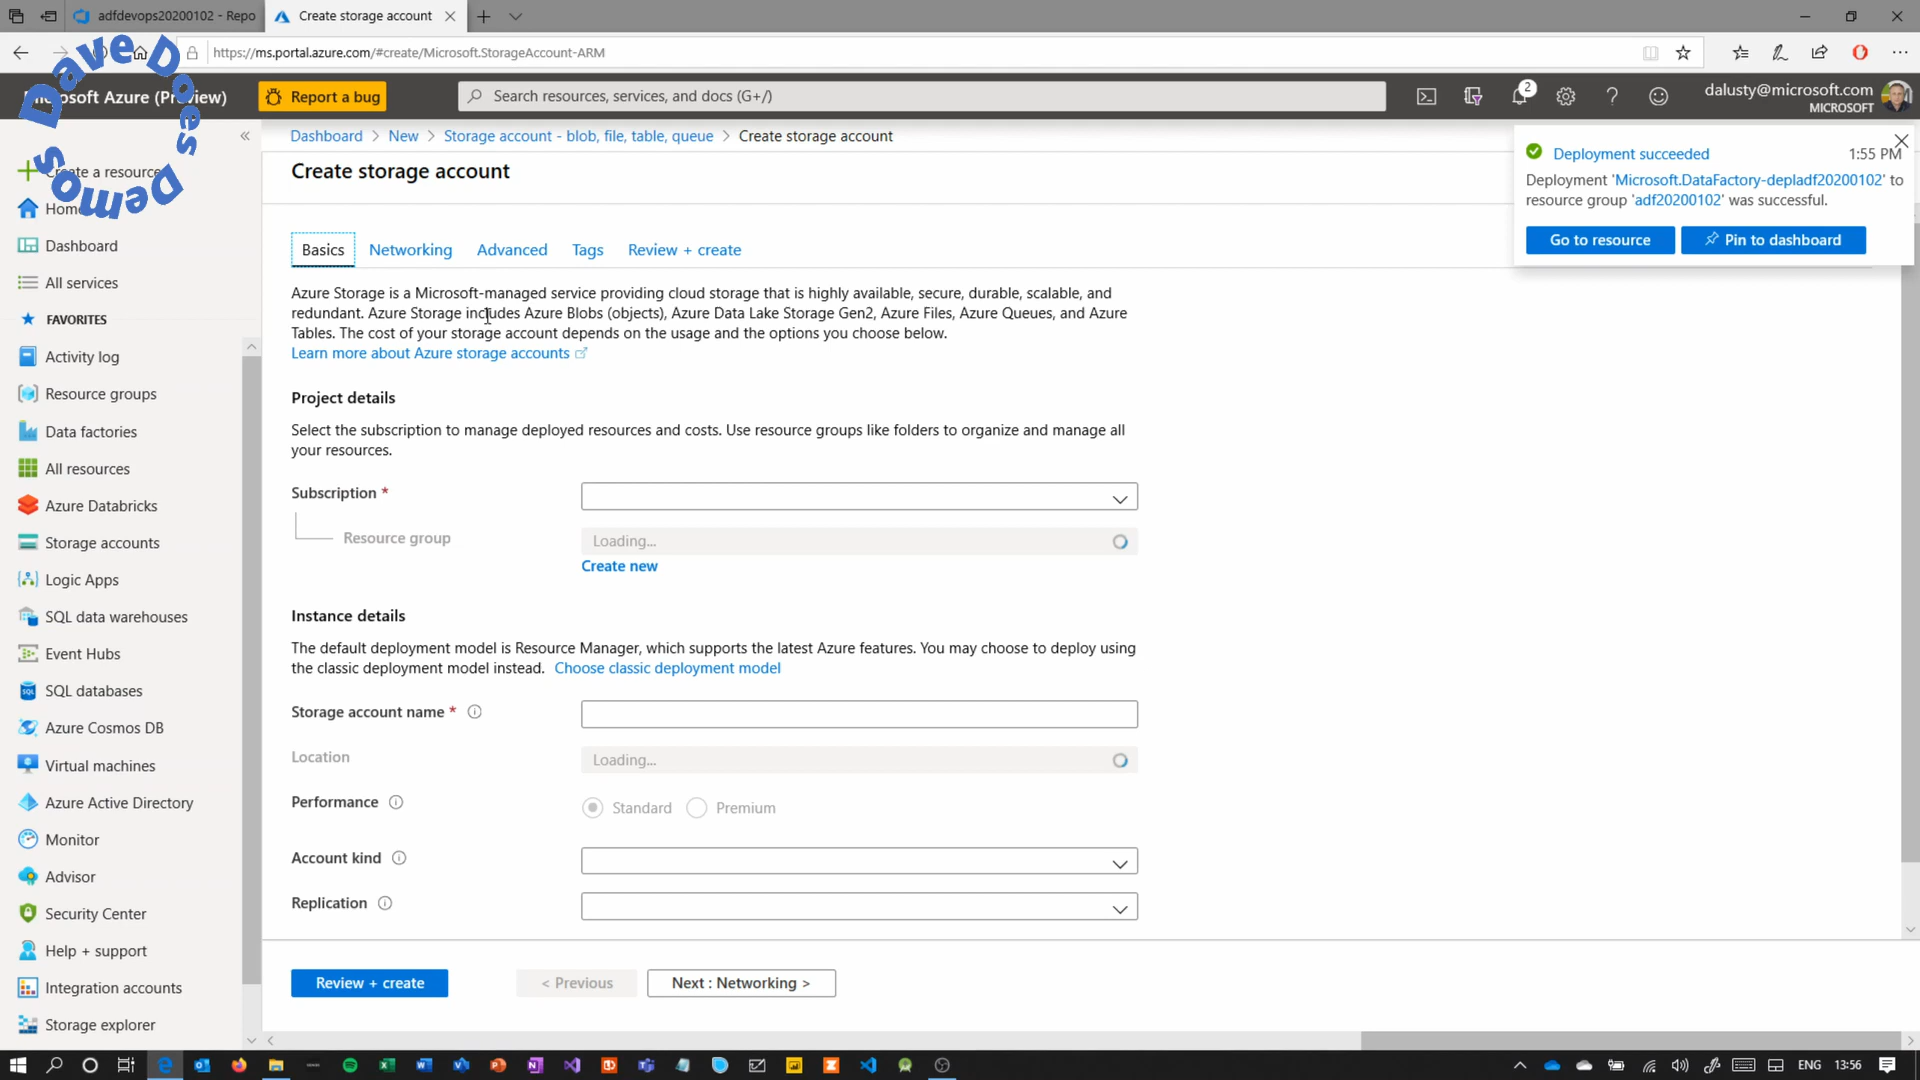 adfdevops20200102 - Repo
Create storage account
https://ms.portal.azure.com/#create/Microsoft.StorageAccount-ARM
Dave Does Demos
Microsoft Azure (Preview)
Report a bug
Search resources, services, and docs (G+/)
2
dalusty@microsoft.com
MICROSOFT
Dashboard > New > Storage account - blob, file, table, queue > Create storage account
Create storage account
Deployment succeeded
1:55 PM
Deployment 'Microsoft.DataFactory-depladf20200102' to
resource group 'adf20200102' was successful.
Go to resource
Pin to dashboard
Create a resource
Home
Dashboard
All services
FAVORITES
Activity log
Resource groups
Data factories
All resources
Azure Databricks
Storage accounts
Logic Apps
SQL data warehouses
Event Hubs
SQL databases
Azure Cosmos DB
Virtual machines
Azure Active Directory
Monitor
Advisor
Security Center
Help + support
Integration accounts
Storage explorer
Basics Networking Advanced Tags Review + create
Azure Storage is a Microsoft-managed service providing cloud storage that is highly available, secure, durable, scalable, and
redundant. Azure Storage includes Azure Blobs (objects), Azure Data Lake Storage Gen2, Azure Files, Azure Queues, and Azure
Tables. The cost of your storage account depends on the usage and the options you choose below.
Learn more about Azure storage accounts
Project details
Select the subscription to manage deployed resources and costs. Use resource groups like folders to organize and manage all
your resources.
Subscription *
Resource group
Loading...
Create new
Instance details
The default deployment model is Resource Manager, which supports the latest Azure features. You may choose to deploy using
the classic deployment model instead. Choose classic deployment model
Storage account name *
Location
Loading...
Performance
Standard
Premium
Account kind
Replication
Review + create
< Previous
Next : Networking >
ENG
13:56